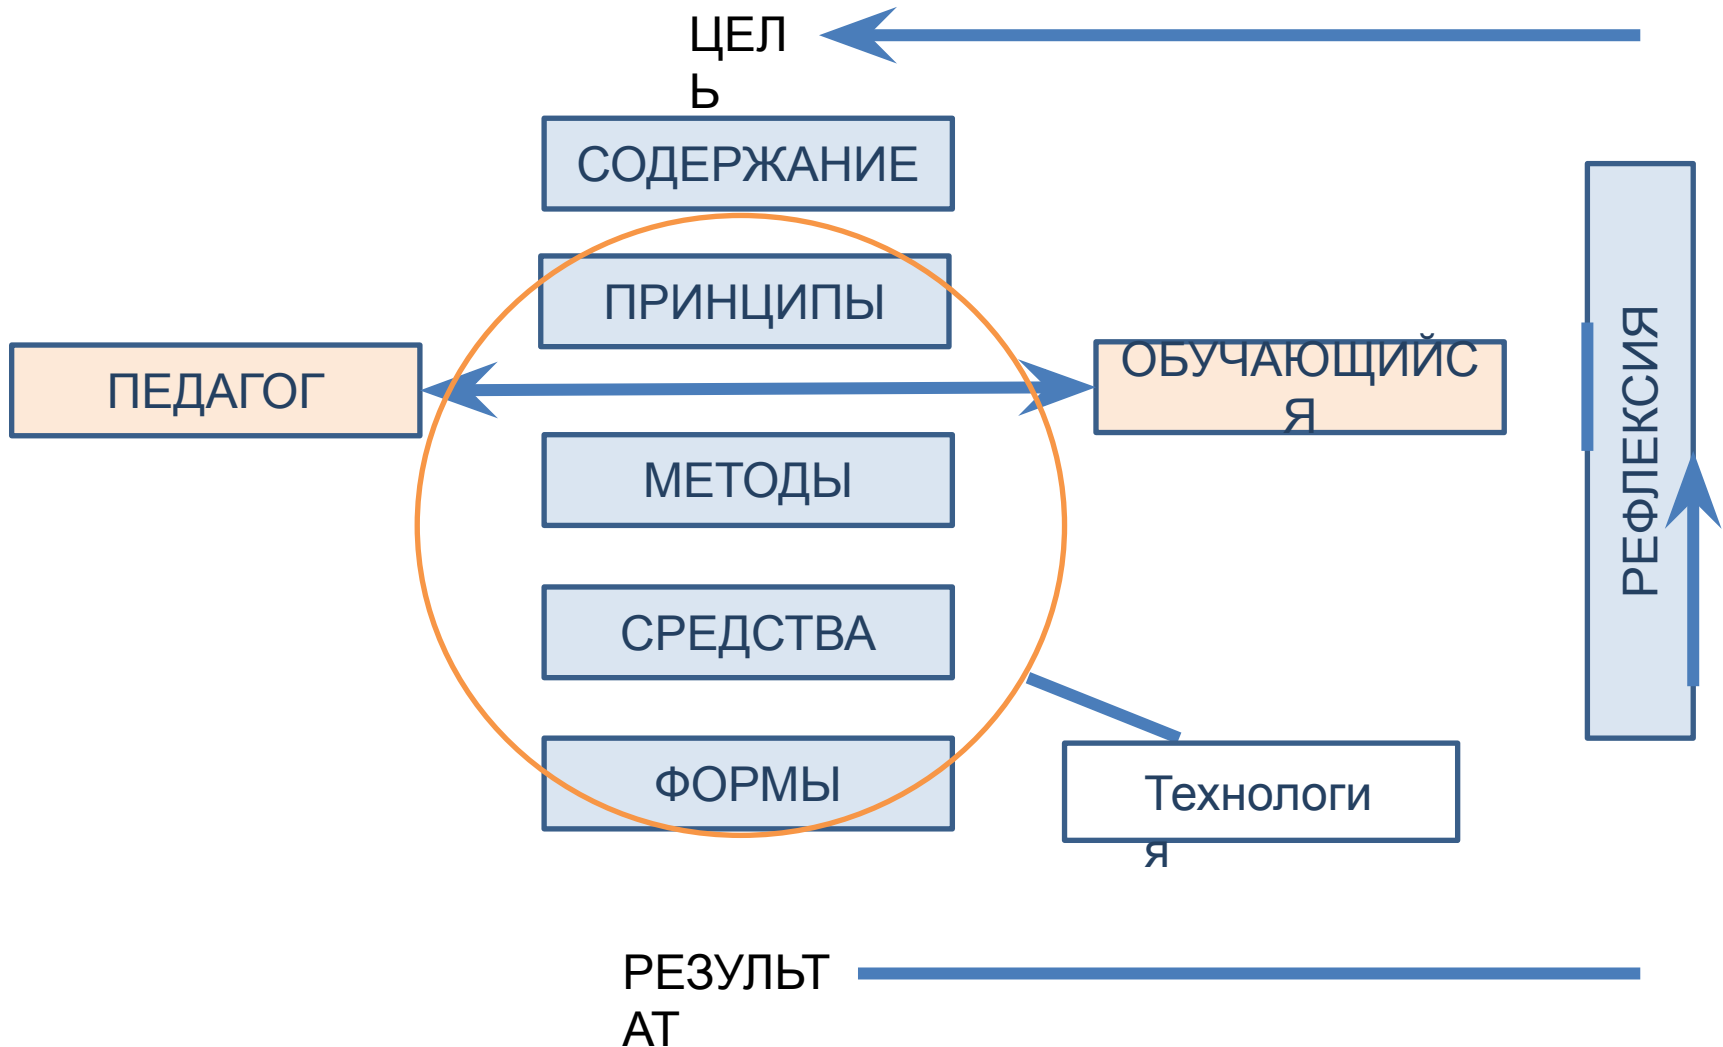 ЦЕЛ
Ь
СОДЕРЖАНИЕ
ПРИНЦИПЫ
ПЕДАГОГ
ОБУЧАЮЩИЙС
Я
МЕТОДЫ
СРЕДСТВА
ФОРМЫ
Технологи
я
РЕФЛЕКСИЯ
РЕЗУЛЬТ
АТ